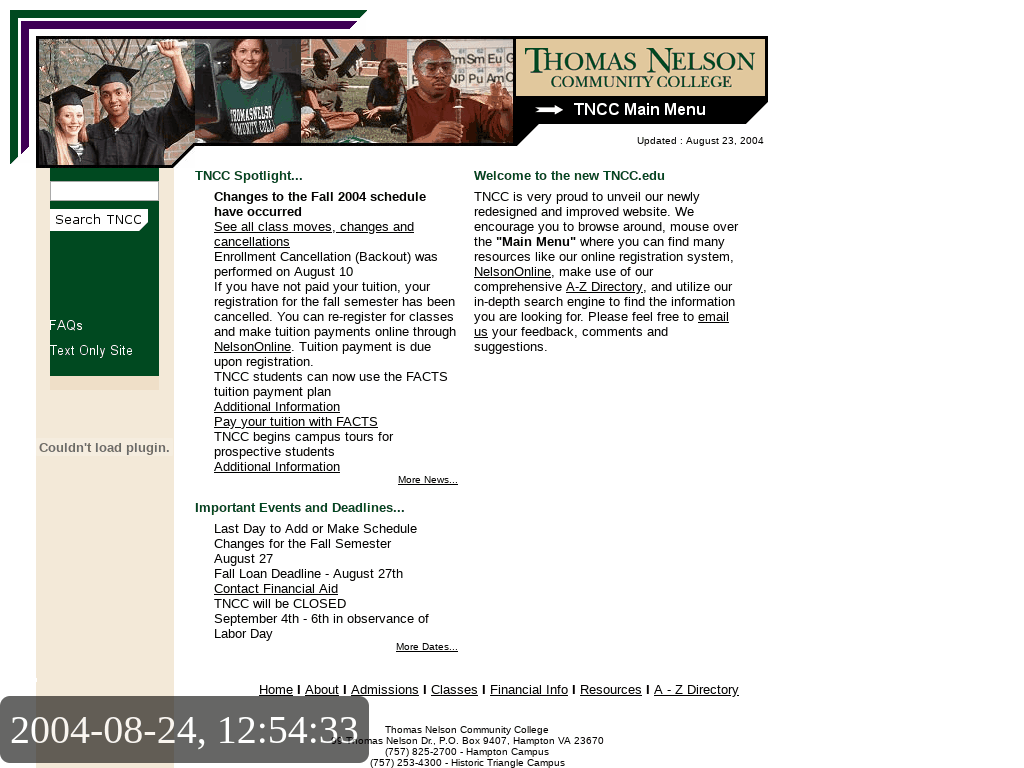 THOMAS NELSON
COMMUNITY COLLEGE
TNCC Main Menu
Updated : August 23, 2004
THOMAS NELSO
COMMUNITY COLL
Pm Sm Eu G
NP Pu Am
Search TNCC
FAQs
Text Only Site
Couldn't load plugin.
TNCC Spotlight...
Changes to the Fall 2004 schedule
have occurred
See all class moves, changes and
cancellations
Enrollment Cancellation (Backout) was
performed on August 10
If you have not paid your tuition, your
registration for the fall semester has been
cancelled. You can re-register for classes
and make tuition payments online through
NelsonOnline. Tuition payment is due
upon registration.
TNCC students can now use the FACTS
tuition payment plan
Additional Information
Pay your tuition with FACTS
TNCC begins campus tours for
prospective students
Additional Information
More News...
Important Events and Deadlines...
Last Day to Add or Make Schedule
Changes for the Fall Semester
August 27
Fall Loan Deadline - August 27th
Contact Financial Aid
TNCC will be CLOSED
September 4th - 6th in observance of
Labor Day
More Dates...
Welcome to the new TNCC.edu
TNCC is very proud to unveil our newly
redesigned and improved website. We
encourage you to browse around, mouse over
the "Main Menu" where you can find many
resources like our online registration system,
NelsonOnline, make use of our
comprehensive A-Z Directory, and utilize our
in-depth search engine to find the information
you are looking for. Please feel free to email
us your feedback, comments and
suggestions.
Home I About I Admissions I Classes I Financial Info I Resources I A - Z Directory
Thomas Nelson Community College
Thomas Nelson Dr., P.O. Box 9407, Hampton VA 23670
(757) 825-2700 - Hampton Campus
(757) 253-4300 - Historic Triangle Campus
2004-08-24, 12:54:33